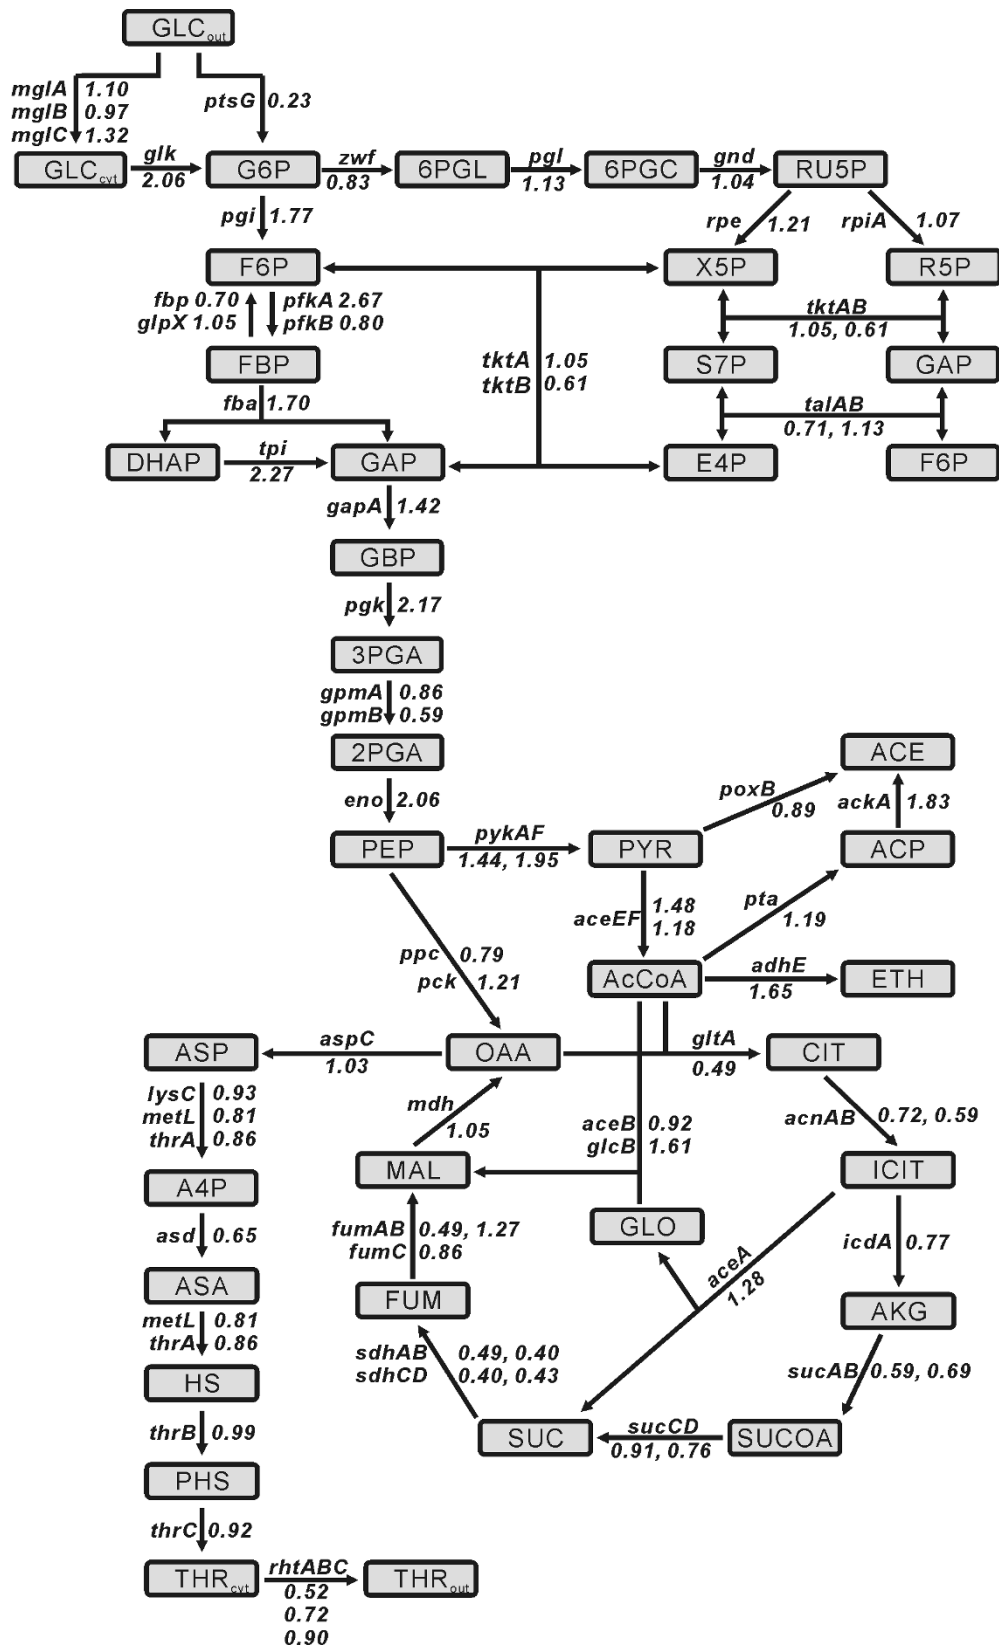 GLCout
mglA 1.10
mglB 0.97
mglC 1.32
ptsG 0.23
GLCcyt
glk
2.06
G6P
zwf
0.83
6PGL
pgl
1.13
6PGC
gnd
1.04
RU5P
pgi 1.77
rpe 1.21
rpiA 1.07
F6P
X5P
R5P
fbp 0.70
glpX 1.05
pfkA 2.67
pfkB 0.80
tktAB
1.05, 0.61
FBP
tktA 1.05
tktB 0.61
S7P
GAP
fba 1.70
talAB
0.71, 1.13
DHAP
tpi
2.27
GAP
E4P
F6P
gapA 1.42
GBP
pgk 2.17
3PGA
gpmA 0.86
gpmB 0.59
2PGA
ACE
eno 2.06
poxB
0.89
ackA 1.83
PEP
pykAF
1.44, 1.95
PYR
ACP
aceEF 1.48
1.18
pta
1.19
ppc 0.79
pck 1.21
AcCoA
adhE
1.65
ETH
ASP
aspC
1.03
OAA
gltA
0.49
CIT
lysC 0.93
metL 0.81
thrA 0.86
mdh
1.05
aceB 0.92
glcB 1.61
acnAB 0.72, 0.59
A4P
MAL
ICIT
asd 0.65
fumAB 0.49, 1.27
fumC 0.86
GLO
aceA
1.28
icdA 0.77
ASA
FUM
AKG
metL 0.81
thrA 0.86
sdhAB 0.49, 0.40
sdhCD 0.40, 0.43
sucAB 0.59, 0.69
HS
thrB 0.99
SUC
sucCD
0.91, 0.76
SUCOA
PHS
thrC 0.92
THRcyt
rhtABC
0.52
0.72
0.90
THRout